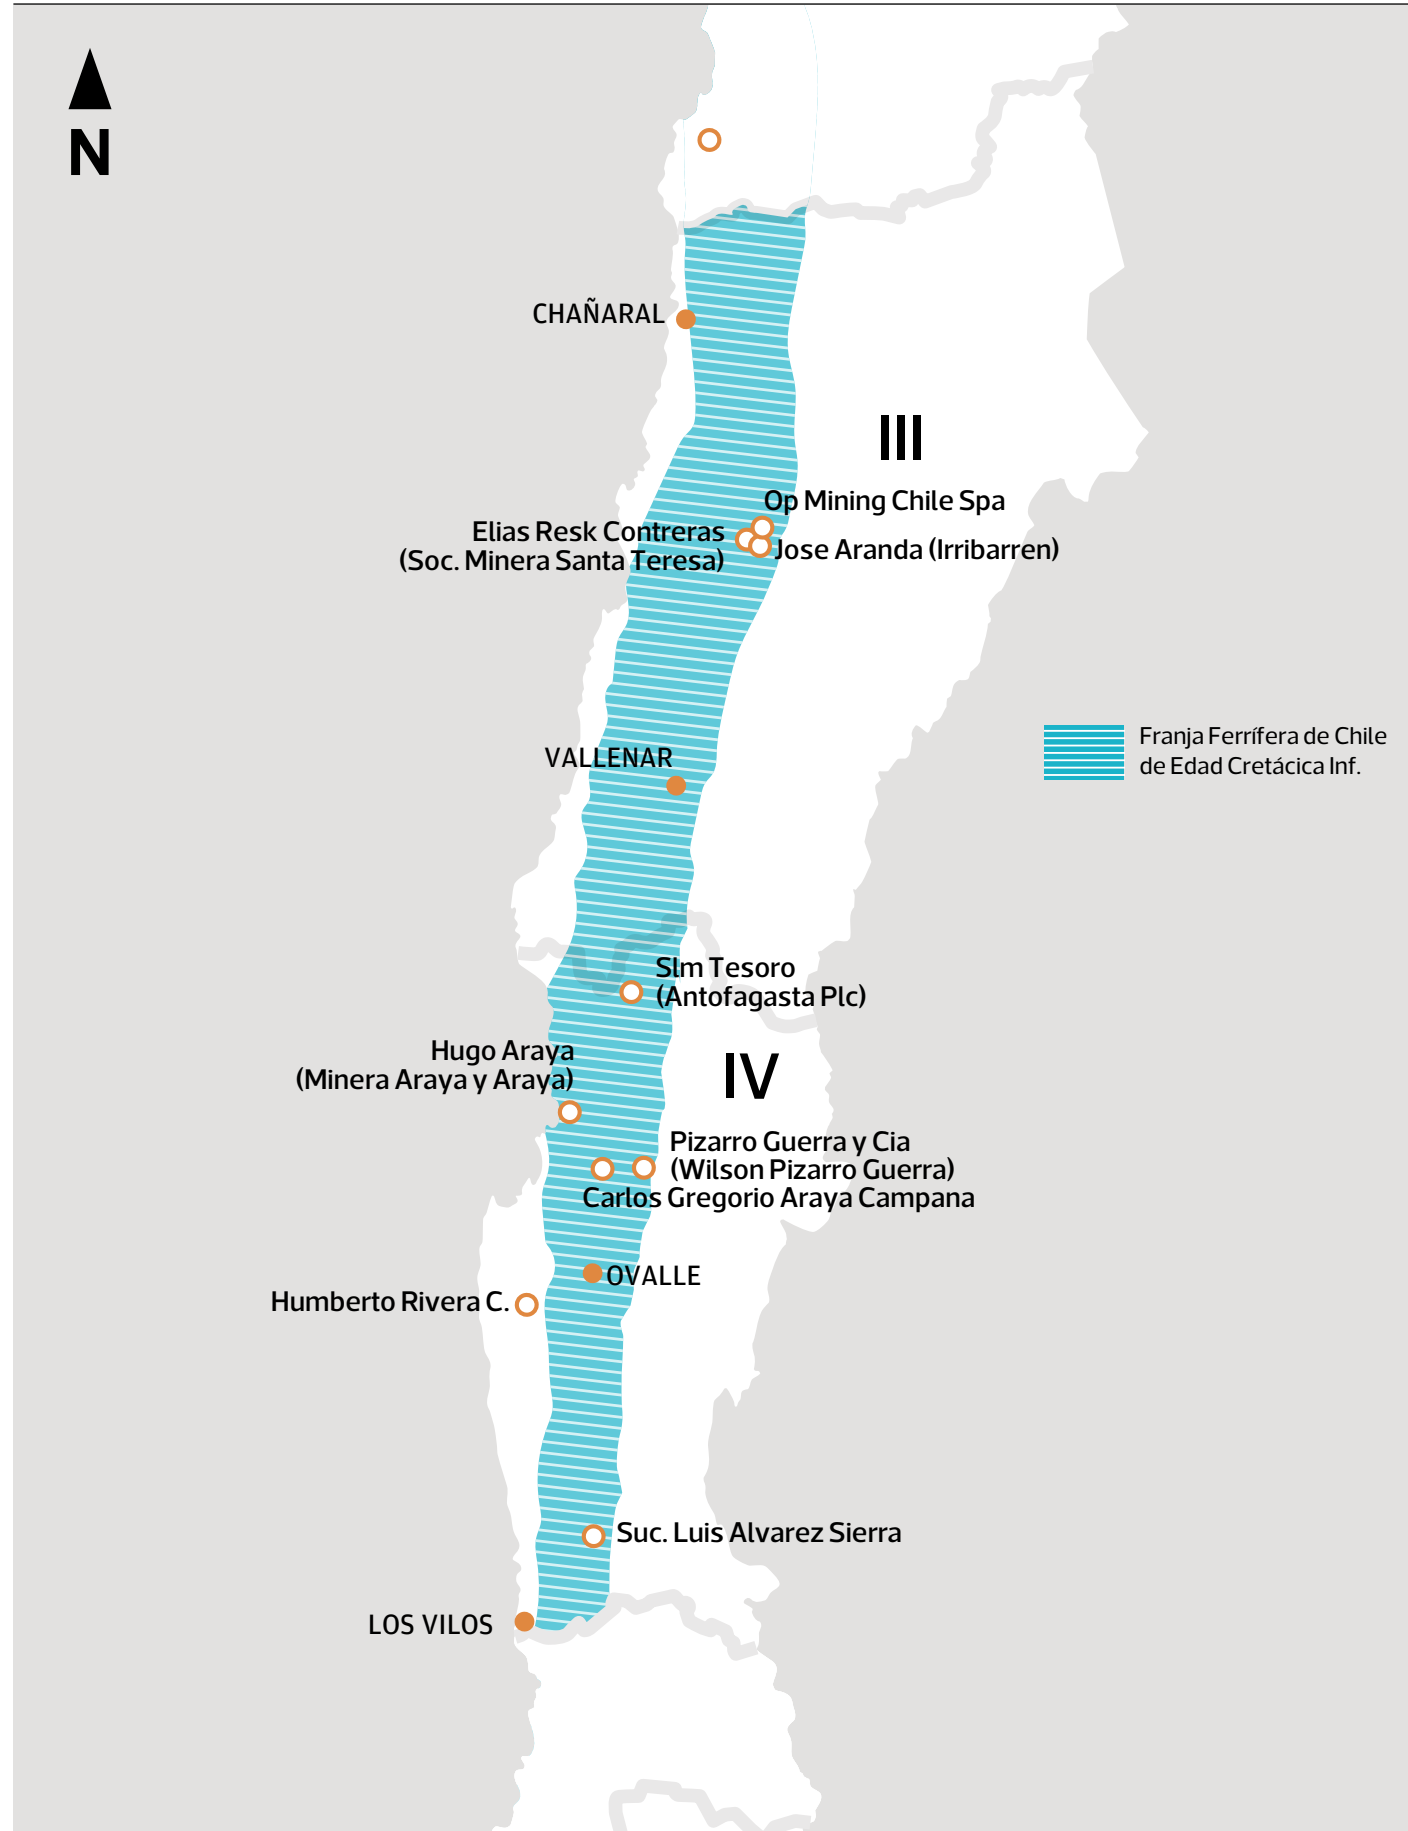 N
CHAÑARAL
III
Op Mining Chile Spa
Elias Resk Contreras
(Soc. Minera Santa Teresa)
Jose Aranda (Irribarren)
VALLENAR
Franja Ferrífera de Chile
de Edad Cretácica Inf.
Slm Tesoro
(Antofagasta Plc)
Hugo Araya
(Minera Araya y Araya)
IV
Pizarro Guerra y Cia
(Wilson Pizarro Guerra)
Carlos Gregorio Araya Campana
OVALLE
Humberto Rivera C.
Suc. Luis Alvarez Sierra
LOS VILOS